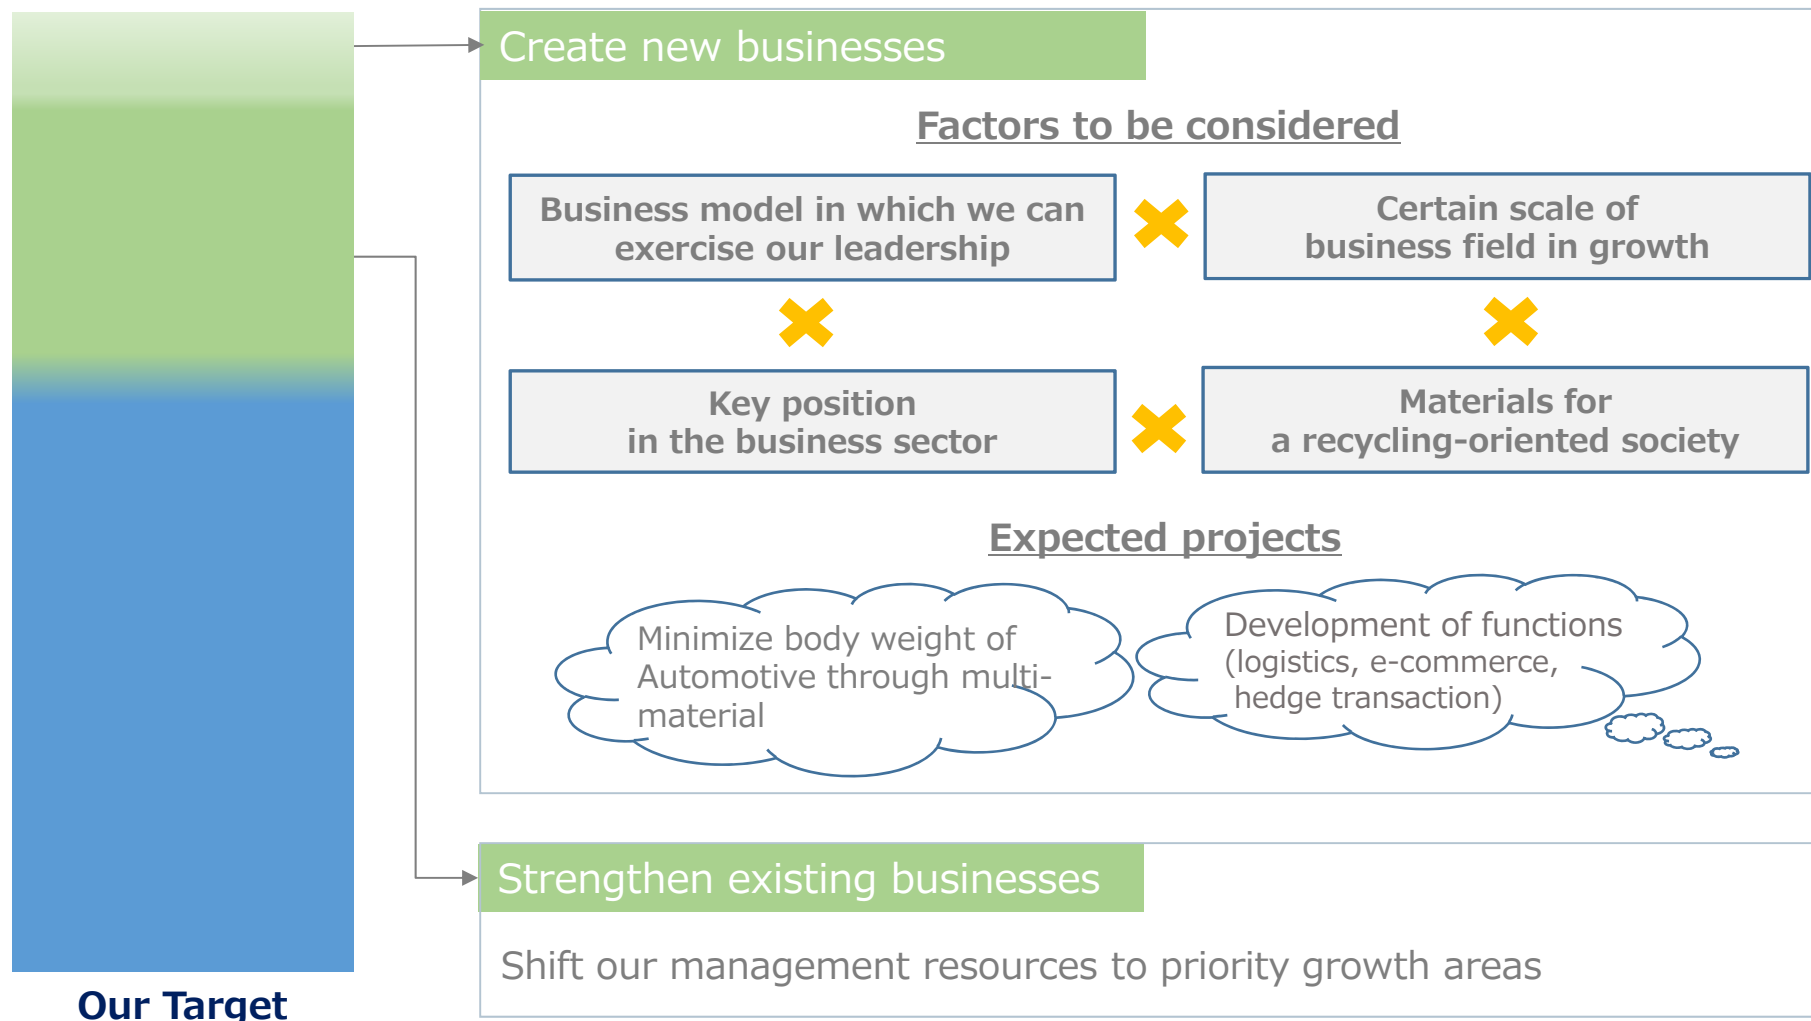 Create new businesses
Factors to be considered
Business model in which we can
exercise our leadership
Certain scale of
business field in growth
Key position
in the business sector
Materials for
a recycling-oriented society
Expected projects
Minimize body weight of
Automotive through multi-
material
Development of functions
(logistics, e-commerce,
hedge transaction)
Strengthen existing businesses
Shift our management resources to priority growth areas
Our Target